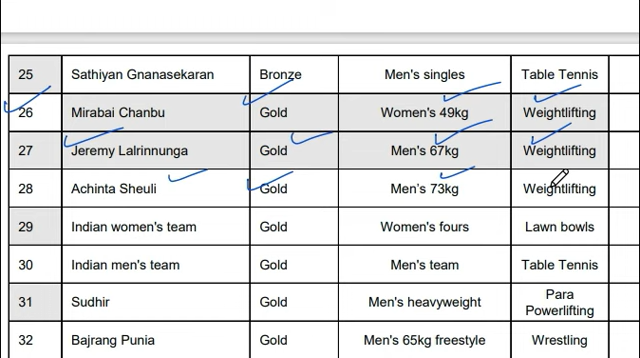 25 Sathiyan Gnanasekaran Bronze Men's singles Table Tennis
26 Mirabai Chanbu Gold Women's 49kg Weightlifting
27 Jeremy Lalrinnunga Gold Men's 67kg Weightlifting
28 Achinta Sheuli Gold Men's 73kg Weightlifting
29 Indian women's team Gold Women's fours Lawn bowls
30 Indian men's team Gold Men's team Table Tennis
31 Sudhir Gold Men's heavyweight Para Powerlifting
32 Bajrang Punia Gold Men's 65kg freestyle Wrestling